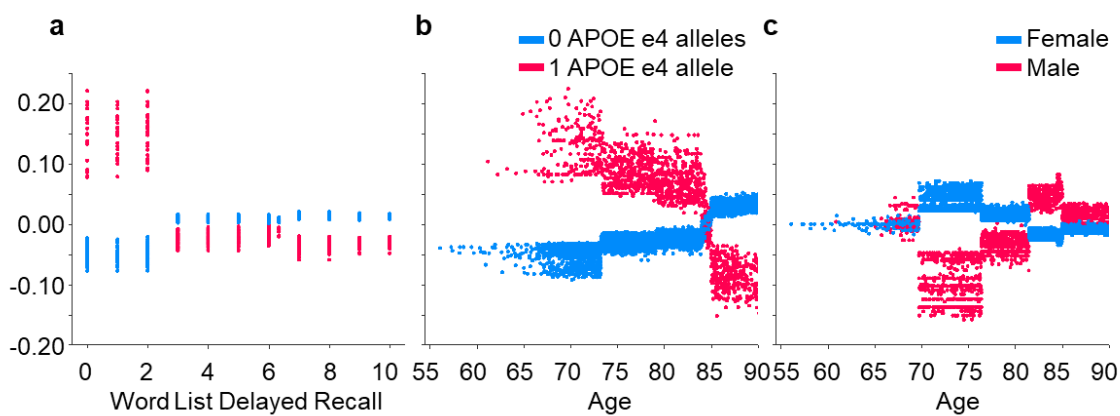 a
b
c
0 APOE e4 alleles
1 APOE e4 allele
Female
Male
0.20
0.10
0.00
-0.10
-0.20
0 2 4 6 8 10
55 60 65 70 75 80 85 90
55 60 65 70 75 80 85 90
Word List Delayed Recall
Age
Age